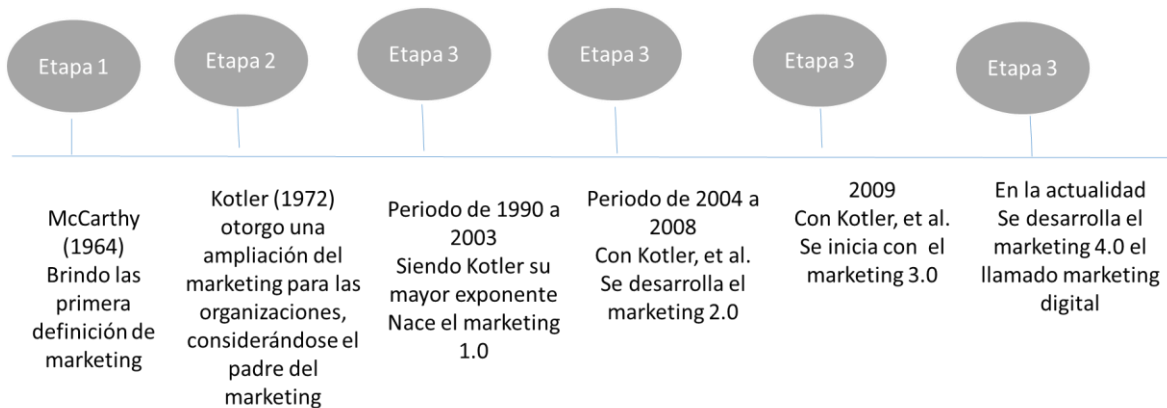 Etapa 1
Etapa 2
Etapa 3
Etapa 3
Etapa 3
Etapa 3
McCarthy
(1964)
Brindo las
primera
definición de
marketing
Kotler (1972)
otorgo una
ampliación del
marketing para las
organizaciones,
considerándose el
padre del
marketing
Periodo de 1990 a
2003
Siendo Kotler su
mayor exponente
Nace el marketing
1.0
Periodo de 2004 a
2008
Con Kotler, et al.
Se desarrolla el
marketing 2.0
2009
Con Kotler, et al.
Se inicia con el
marketing 3.0
En la actualidad
Se desarrolla el
marketing 4.0 el
llamado marketing
digital